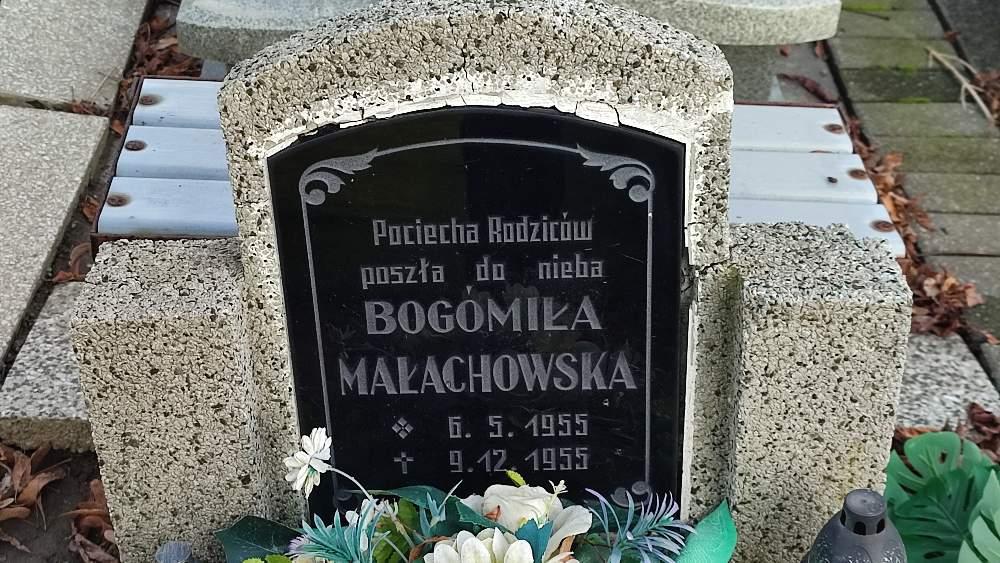 Pociecha Rodziców
poszła do nieba
BOGÓMIŁA
MAŁACHOWSKA
6. 5. 1955
✝ 9.12.1955